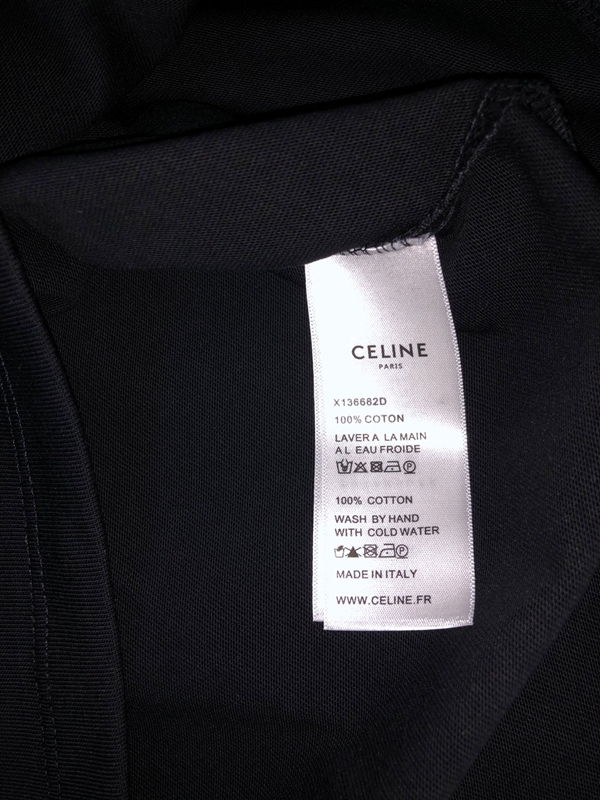 CELINE
PARIS
X136682D
100% COTON
LAVER A LA MAIN
A L EAU FROIDE
100% COTTON
WASH BY HAND
WITH COLD WATER
MADE IN ITALY
WWW.CELINE.FR